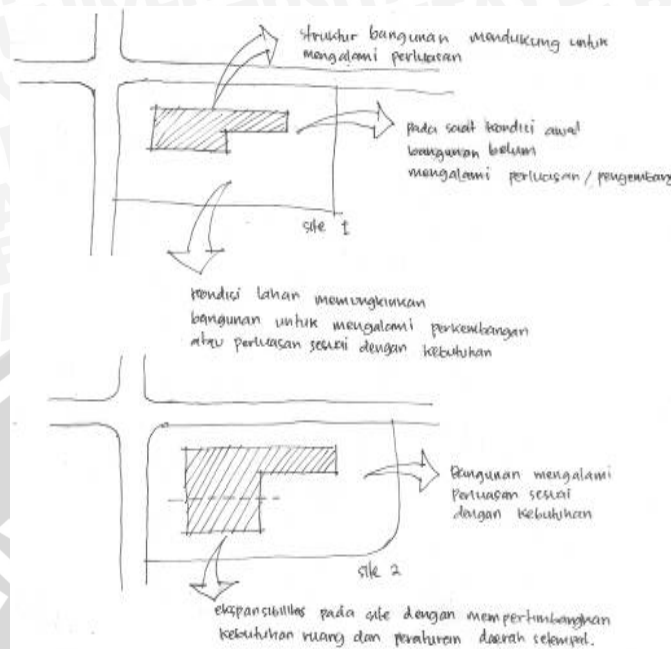 struktur bangunan mendukung untuk
mengalami perluasan
pada saat kondisi awal
bangunan belum
mengalami perluasan / pengembang
site 1
kondisi lahan memungkinkan
bangunan untuk mengalami perkembangan
atau perluasan sesuai dengan kebutuhan
Bangunan mengalami
Perluasan sesuai
dengan kebutuhan
site 2
ekspansibilitas pada site dengan mempertimbangkan
kebutuhan ruang dan peraturan daerah setempat.